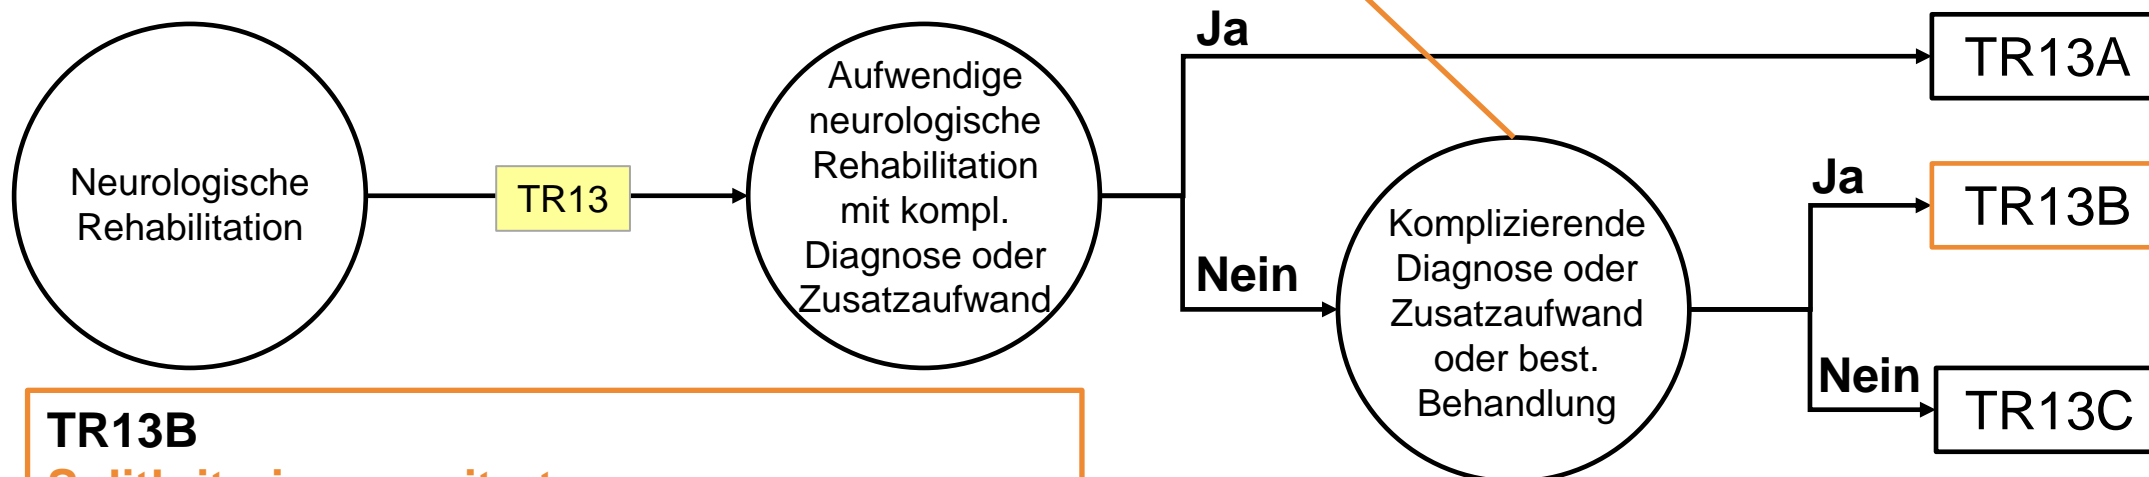 Neurologische
Rehabilitation
TR13
Aufwendige
neurologische
Rehabilitation
mit kompl.
Diagnose oder
Zusatzaufwand
Ja
TR13A
Nein
Komplizierende
Diagnose oder
Zusatzaufwand
oder best.
Behandlung
Ja
TR13B
Nein
TR13C
TR13B